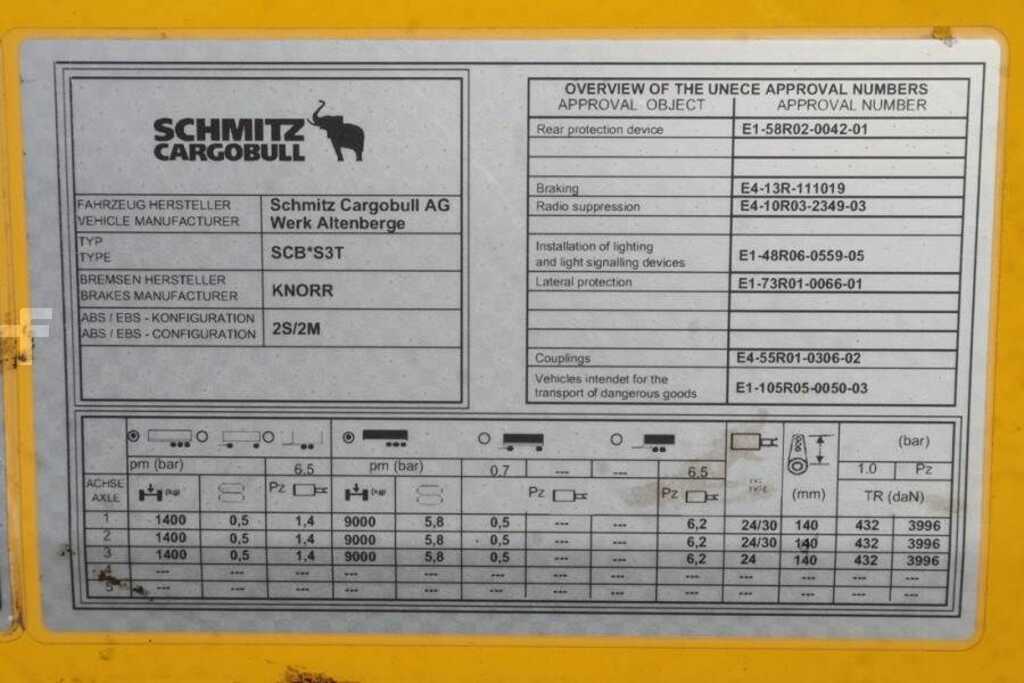 SCHMITZ
CARGOBULL
FAHRZEUG HERSTELLER
VEHICLE MANUFACTURER
Schmitz Cargobull AG
Werk Altenberge
TYP
TYPE
SCB*S3T
BREMSEN HERSTELLER
BRAKES MANUFACTURER
KNORR
ABS / EBS - KONFIGURATION
ABS / EBS - CONFIGURATION
2S/2M
OVERVIEW OF THE UNECE APPROVAL NUMBERS
APPROVAL OBJECT APPROVAL NUMBER
Rear protection device E1-58R02-0042-01
Braking E4-13R-111019
Radio suppression E4-10R03-2349-03
Installation of lighting
and light signalling devices E1-48R06-0559-05
Lateral protection E1-73R01-0066-01
Couplings E4-55R01-0306-02
Vehicles intendet for the
transport of dangerous goods E1-105R05-0050-03
(bar)
pm (bar) 6.5 pm (bar) 0.7 --- --- 6.5 1.0 Pz
ACHSE
AXLE
Pz Pz Pz (mm) TR (daN)
1 1400 0,5 1,4 9000 5,8 0,5 --- --- 6,2 24/30 140 432 3996
2 1400 0,5 1,4 9000 5,8 0,5 --- --- 6,2 24/30 140 432 3996
3 1400 0,5 1,4 9000 5,8 0,5 --- --- 6,2 24 140 432 3996
4 --- --- --- --- --- --- --- --- --- --- --- --- ---
5 --- --- --- --- --- --- --- --- --- --- --- --- ---